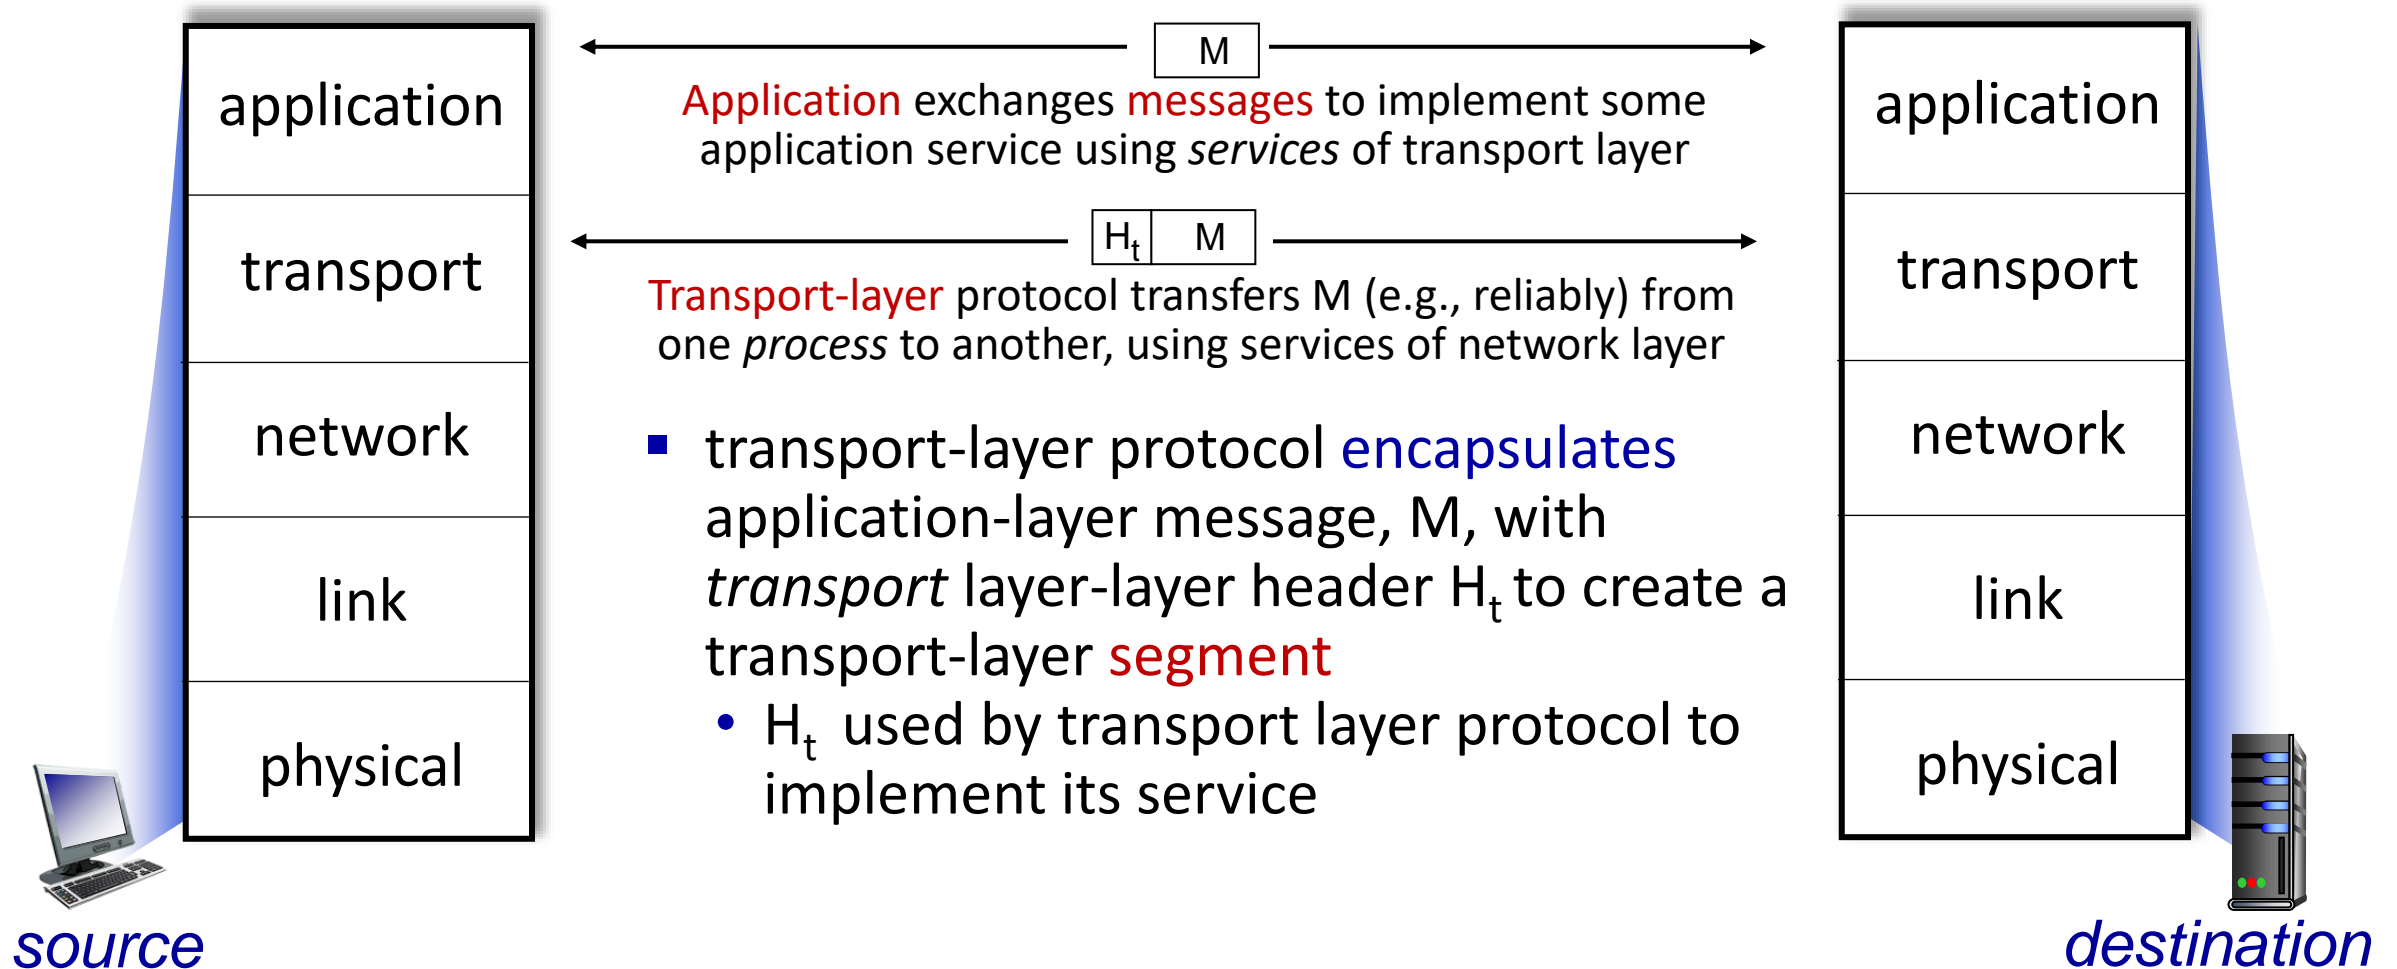 application
transport
network
link
physical
source
M
Application exchanges messages to implement some
application service using services of transport layer
Ht M
Transport-layer protocol transfers M (e.g., reliably) from
one process to another, using services of network layer
▪ transport-layer protocol encapsulates
application-layer message, M, with
transport layer-layer header Ht to create a
transport-layer segment
• Ht used by transport layer protocol to
implement its service
application
transport
network
link
physical
destination